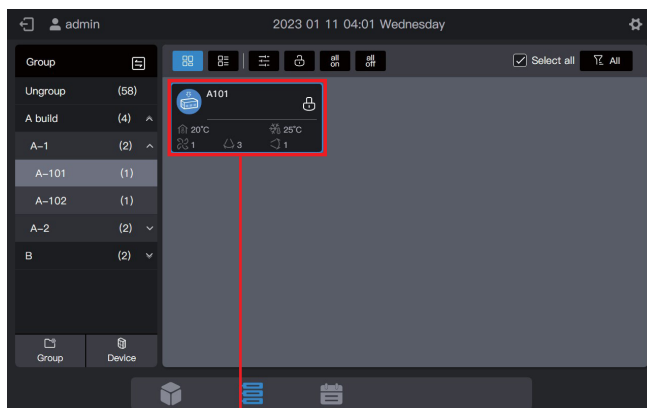 admin
2023 01 11 04:01 Wednesday
Group
all on
all off
Select all
All
Ungroup (58)
A build (4)
A-1 (2)
A-101 (1)
A-102 (1)
A-2 (2)
B (2)
6
A101
20°C
25°C
1
3
1
Group
Device